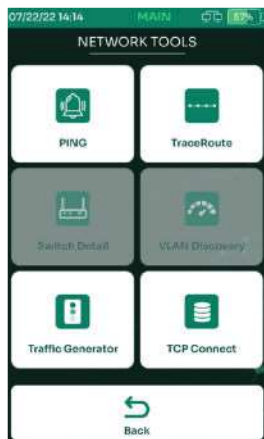 07/22/22 14:14 MAIN 67%
NETWORK TOOLS
PING TraceRoute
Switch Detail VLAN Discovery
Traffic Generator TCP Connect
Back